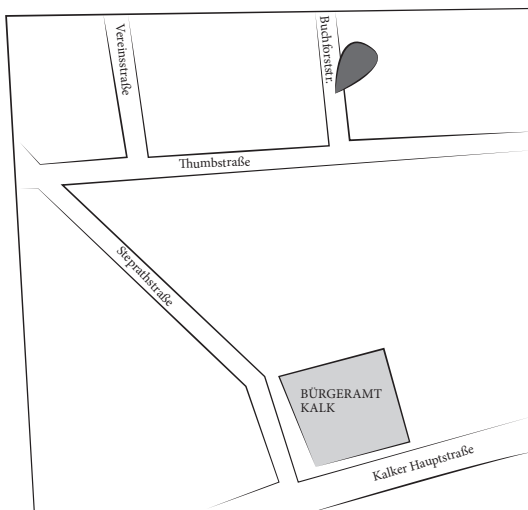 Vereinsstraße
Buchforststr.
Thumbstraße
Steprathstraße
BÜRGERAMT
KALK
Kalker Hauptstraße